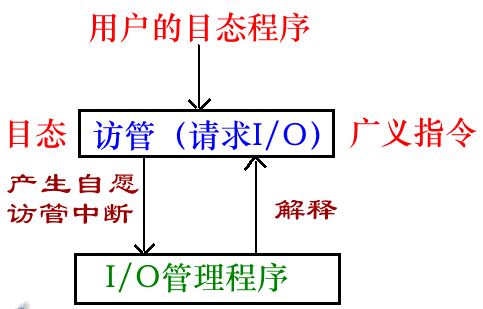 用户的目态程序
目态
访管（请求I/O）
广义指令
产生自愿
访管中断
解释
I/O管理程序